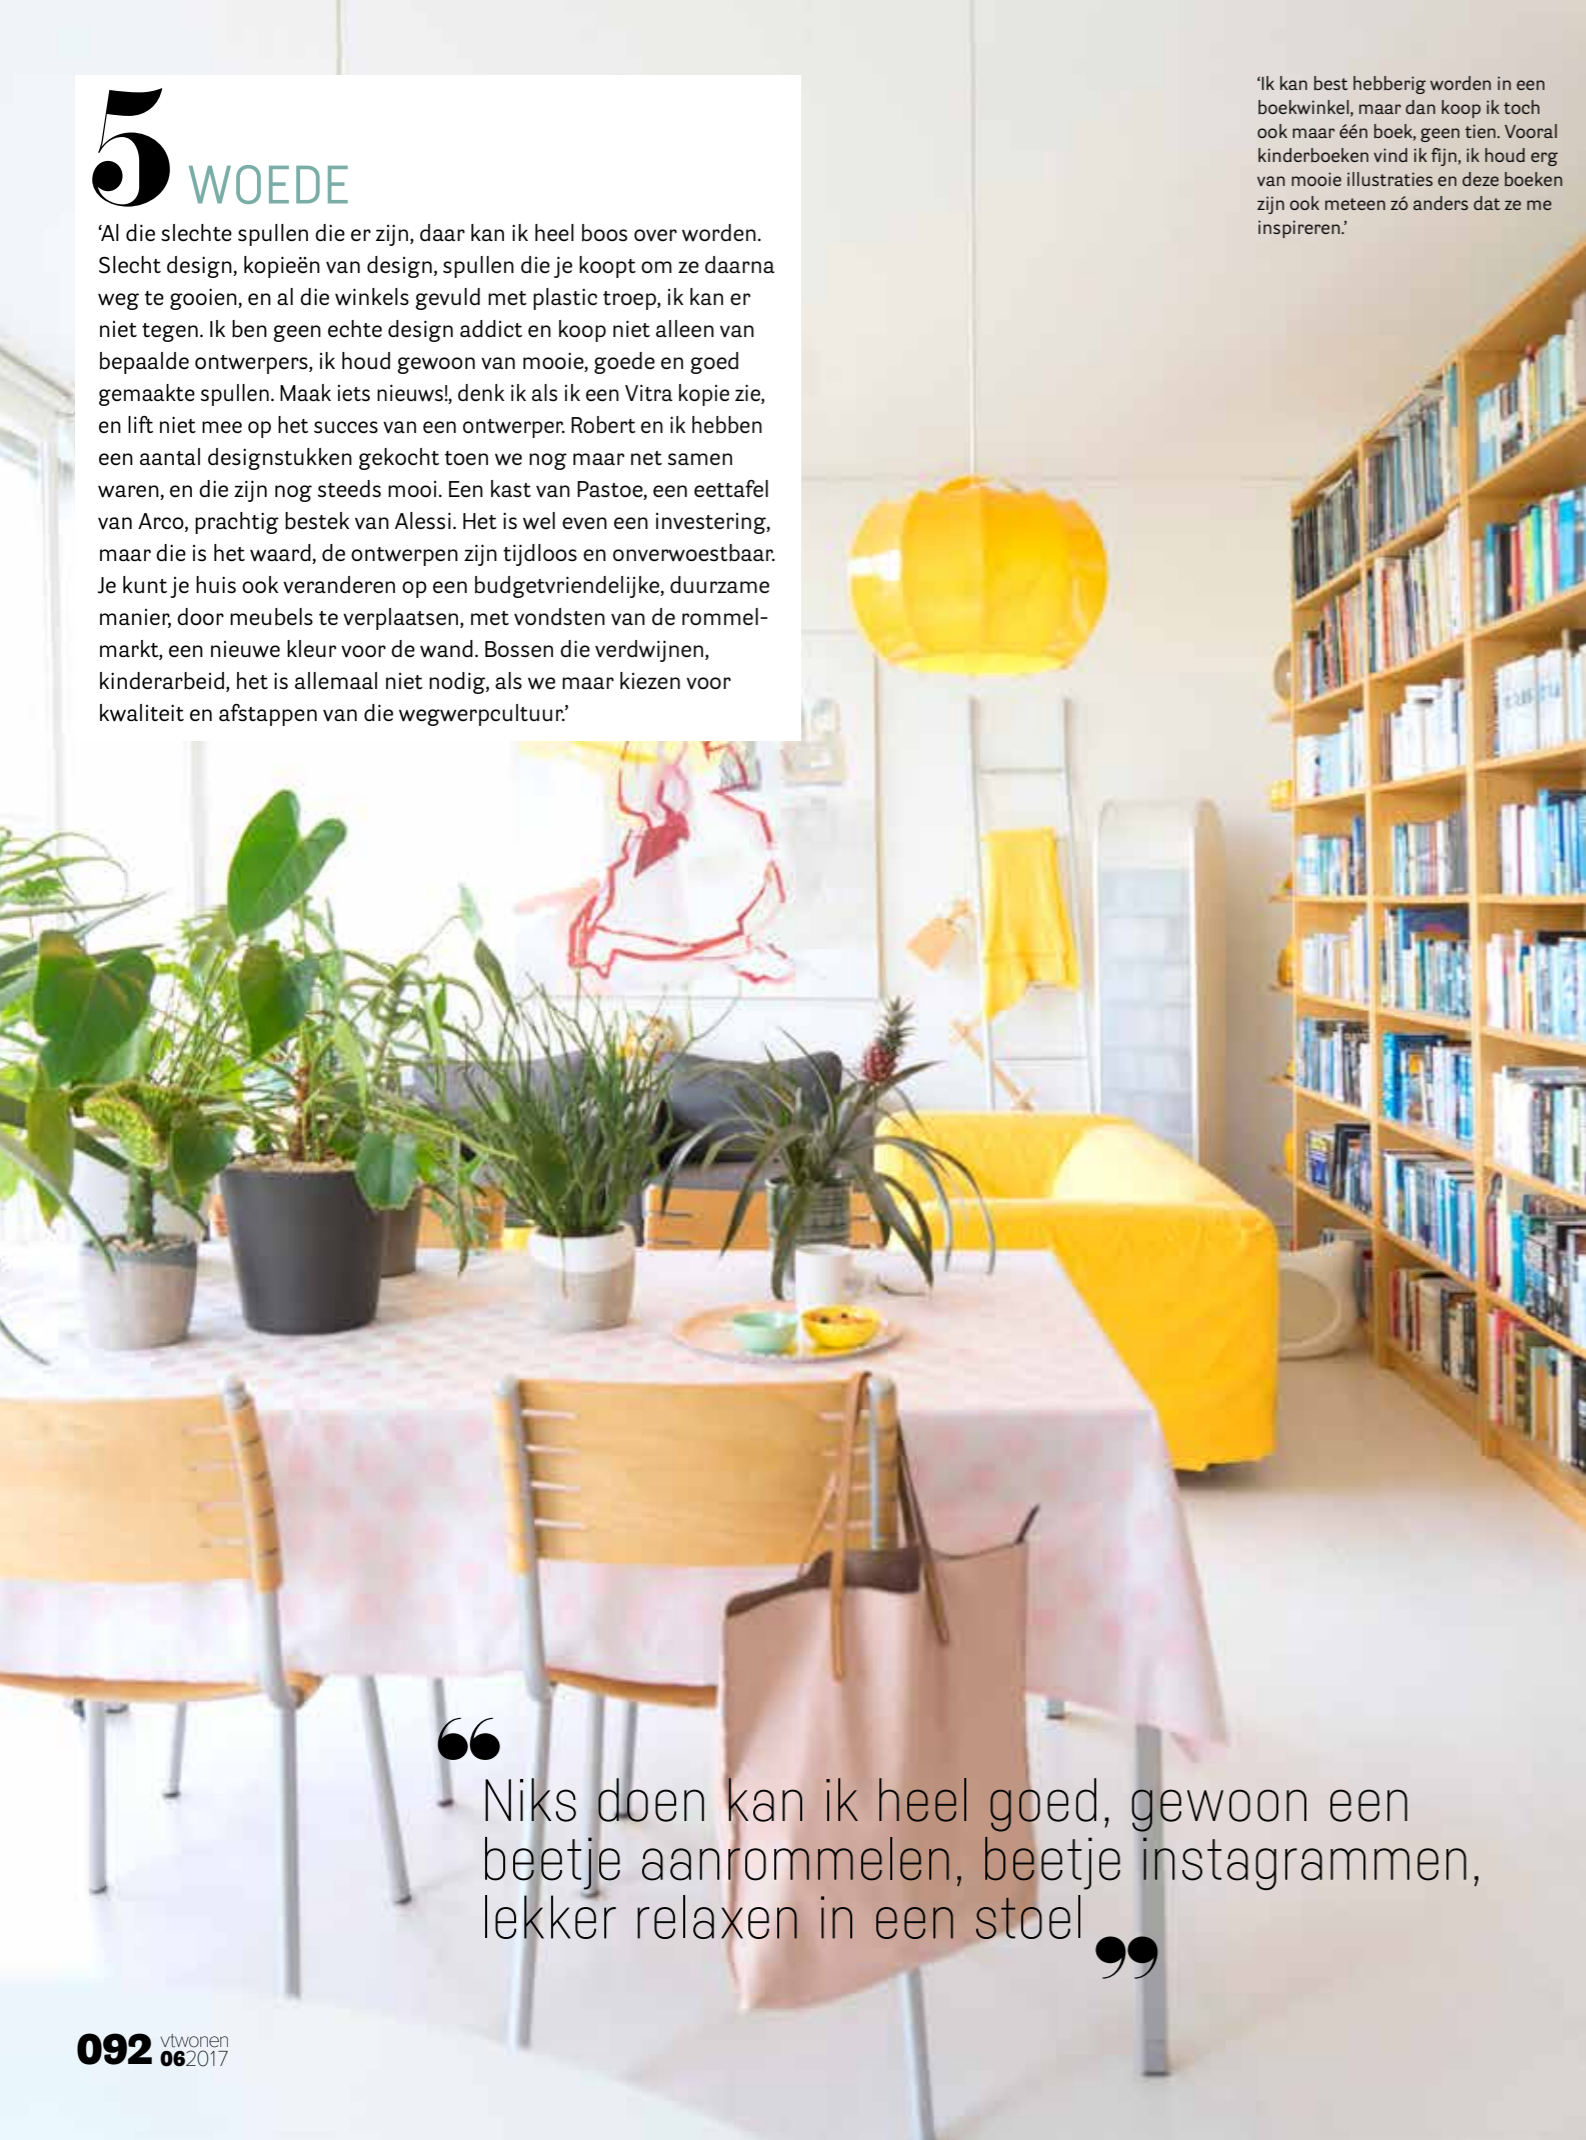 5 WOEDE
‘Al die slechte spullen die er zijn, daar kan ik heel boos over worden.
Slecht design, kopieën van design, spullen die je koopt om ze daarna
weg te gooien, en al die winkels gevuld met plastic troep, ik kan er
niet tegen. Ik ben geen echte design addict en koop niet alleen van
bepaalde ontwerpers, ik houd gewoon van mooie, goede en goed
gemaakte spullen. Maak iets nieuws!, denk ik als ik een Vitra kopie zie,
en lift niet mee op het succes van een ontwerper. Robert en ik hebben
een aantal designstukken gekocht toen we nog maar net samen
waren, en die zijn nog steeds mooi. Een kast van Pastoe, een eettafel
van Arco, prachtig bestek van Alessi. Het is wel even een investering,
maar die is het waard, de ontwerpen zijn tijdloos en onverwoestbaar.
Je kunt je huis ook veranderen op een budgetvriendelijke, duurzame
manier, door meubels te verplaatsen, met vondsten van de rommel-
markt, een nieuwe kleur voor de wand. Bossen die verdwijnen,
kinderarbeid, het is allemaal niet nodig, als we maar kiezen voor
kwaliteit en afstappen van die wegwerpcultuur.’
‘Ik kan best hebberig worden in een
boekwinkel, maar dan koop ik toch
ook maar één boek, geen tien. Vooral
kinderboeken vind ik fijn, ik houd erg
van mooie illustraties en deze boeken
zijn ook meteen zó anders dat ze me
inspireren.’
“
Niks doen kan ik heel goed, gewoon een
beetje aanrommelen, beetje instagrammen,
lekker relaxen in een stoel
”
092 vtwonen
062017